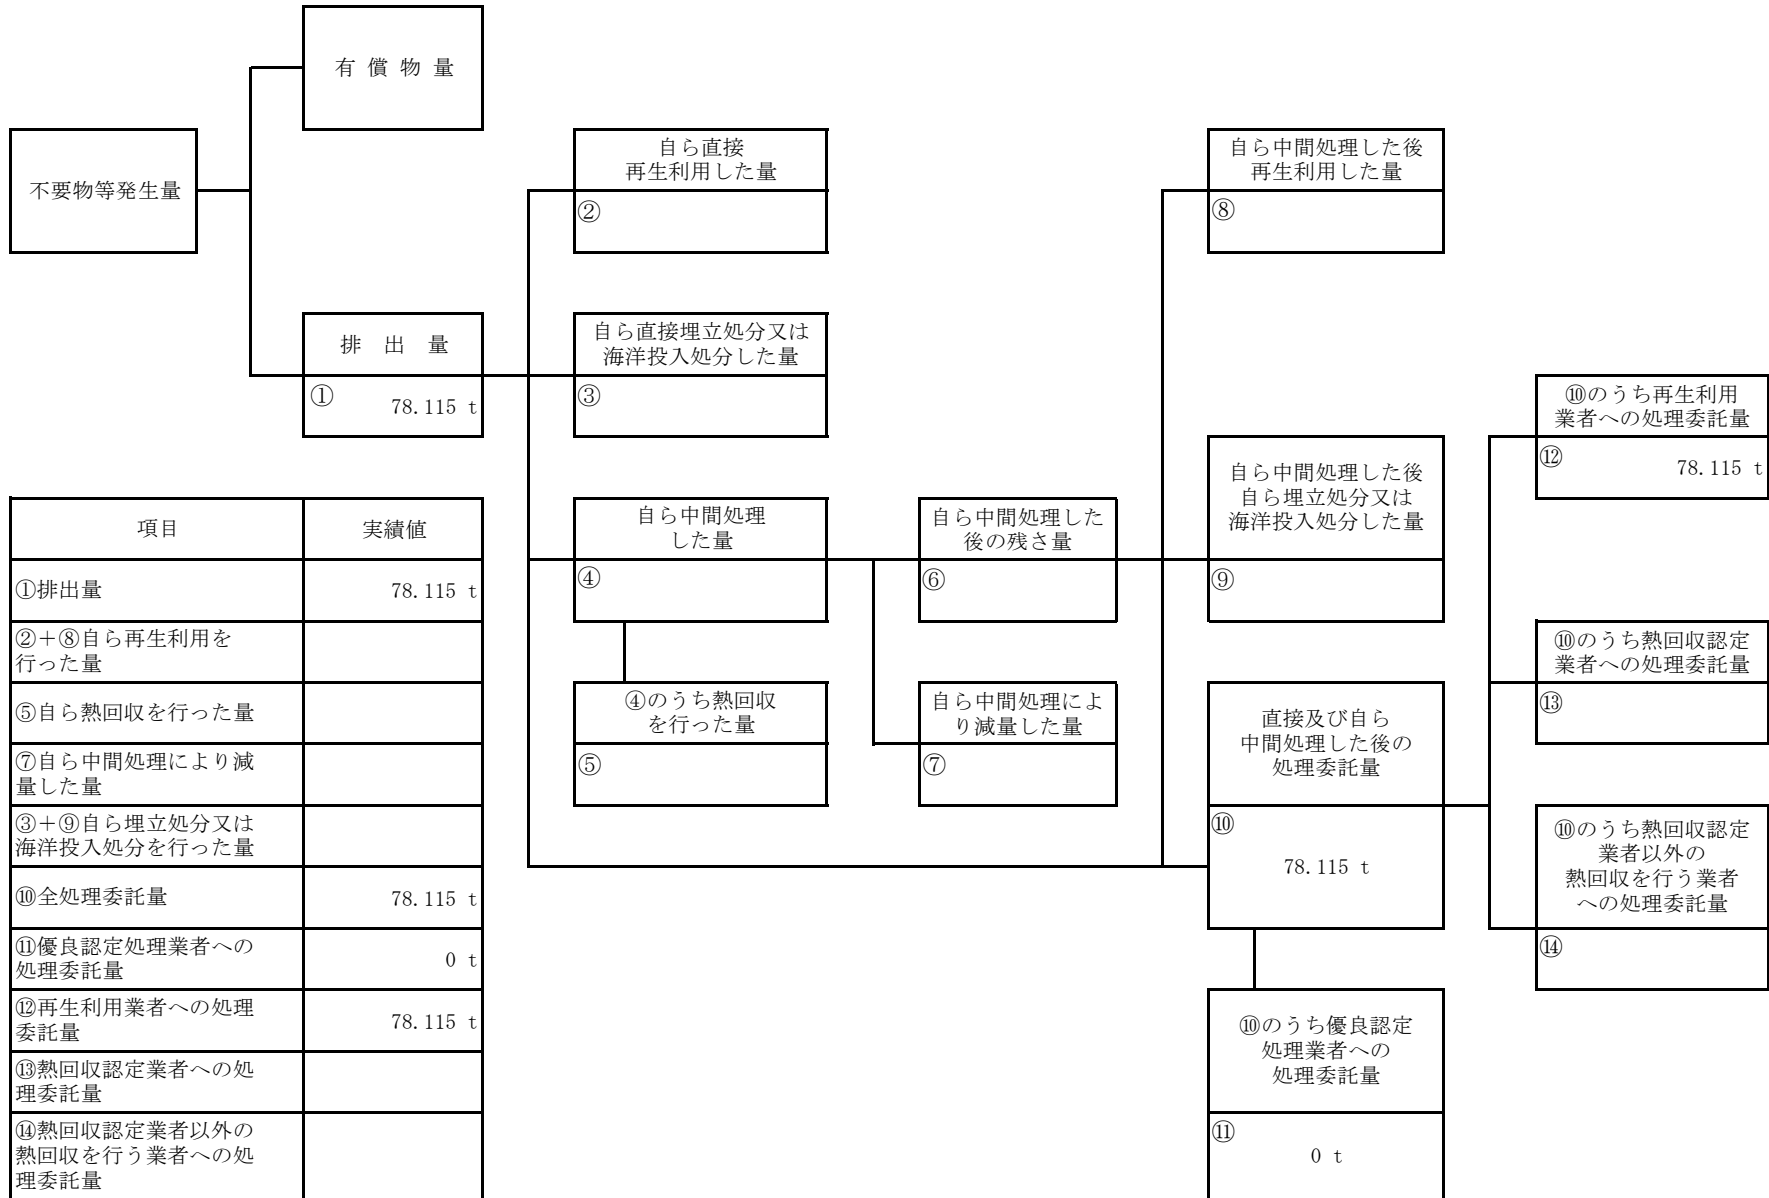 有 償 物 量
不要物等発生量
自ら直接
再生利用した量
②
自ら中間処理した後
再生利用した量
⑧
排 出 量
①
78.115 t
自ら直接埋立処分又は
海洋投入処分した量
③
⑩のうち再生利用
業者への処理委託量
⑫
78.115 t
自ら中間処理
した量
④
自ら中間処理した
後の残さ量
⑥
自ら中間処理した後
自ら埋立処分又は
海洋投入処分した量
⑨
⑩のうち熱回収認定
業者への処理委託量
⑬
④のうち熱回収
を行った量
⑤
自ら中間処理によ
り減量した量
⑦
直接及び自ら
中間処理した後の
処理委託量
⑩
78.115 t
⑩のうち熱回収認定
業者以外の
熱回収を行う業者
への処理委託量
⑭
⑩のうち優良認定
処理業者への
処理委託量
⑪
0 t
項目 実績値
①排出量 78.115 t
②＋⑧自ら再生利用を
行った量
⑤自ら熱回収を行った量
⑦自ら中間処理により減
量した量
③＋⑨自ら埋立処分又は
海洋投入処分を行った量
⑩全処理委託量 78.115 t
⑪優良認定処理業者への
処理委託量 0 t
⑫再生利用業者への処理
委託量 78.115 t
⑬熱回収認定業者への処
理委託量
⑭熱回収認定業者以外の
熱回収を行う業者への処
理委託量